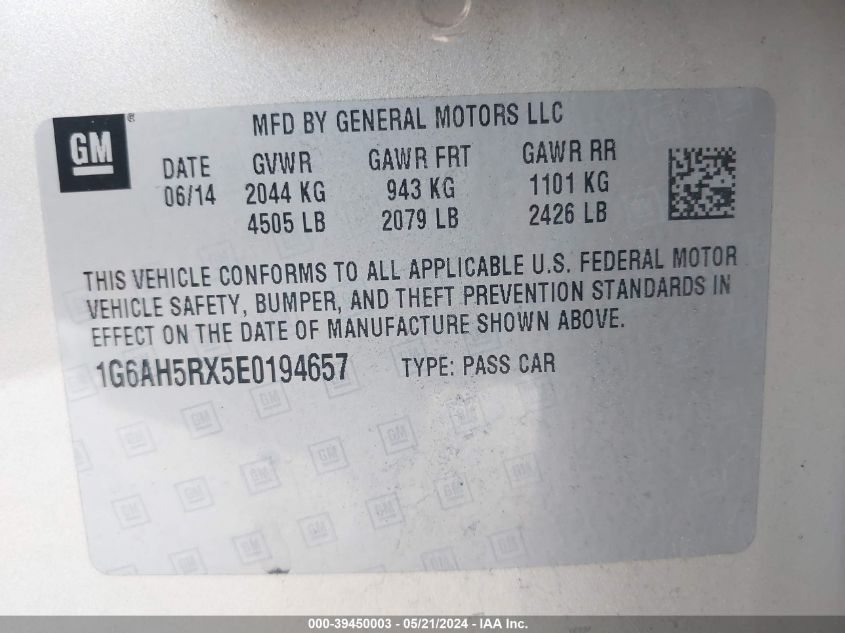 GM®
MFD BY GENERAL MOTORS LLC
DATE GVWR GAWR FRT GAWR RR
06/14 2044 KG 943 KG 1101 KG
4505 LB 2079 LB 2426 LB
THIS VEHICLE CONFORMS TO ALL APPLICABLE U.S. FEDERAL MOTOR
VEHICLE SAFETY, BUMPER, AND THEFT PREVENTION STANDARDS IN
EFFECT ON THE DATE OF MANUFACTURE SHOWN ABOVE.
1G6AH5RX5E0194657 TYPE: PASS CAR
000-39450003 - 05/21/2024 - IAA Inc.